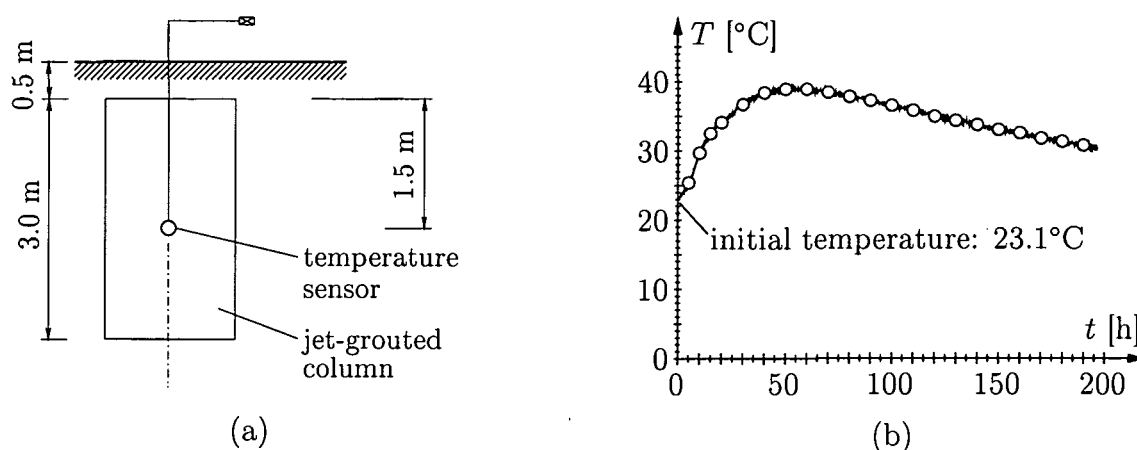 0.5 m
3.0 m
1.5 m
temperature
sensor
jet-grouted
column
(a)
T [°C]
40
30
20
10
0
initial temperature: 23.1°C
t [h]
0 50 100 150 200
(b)